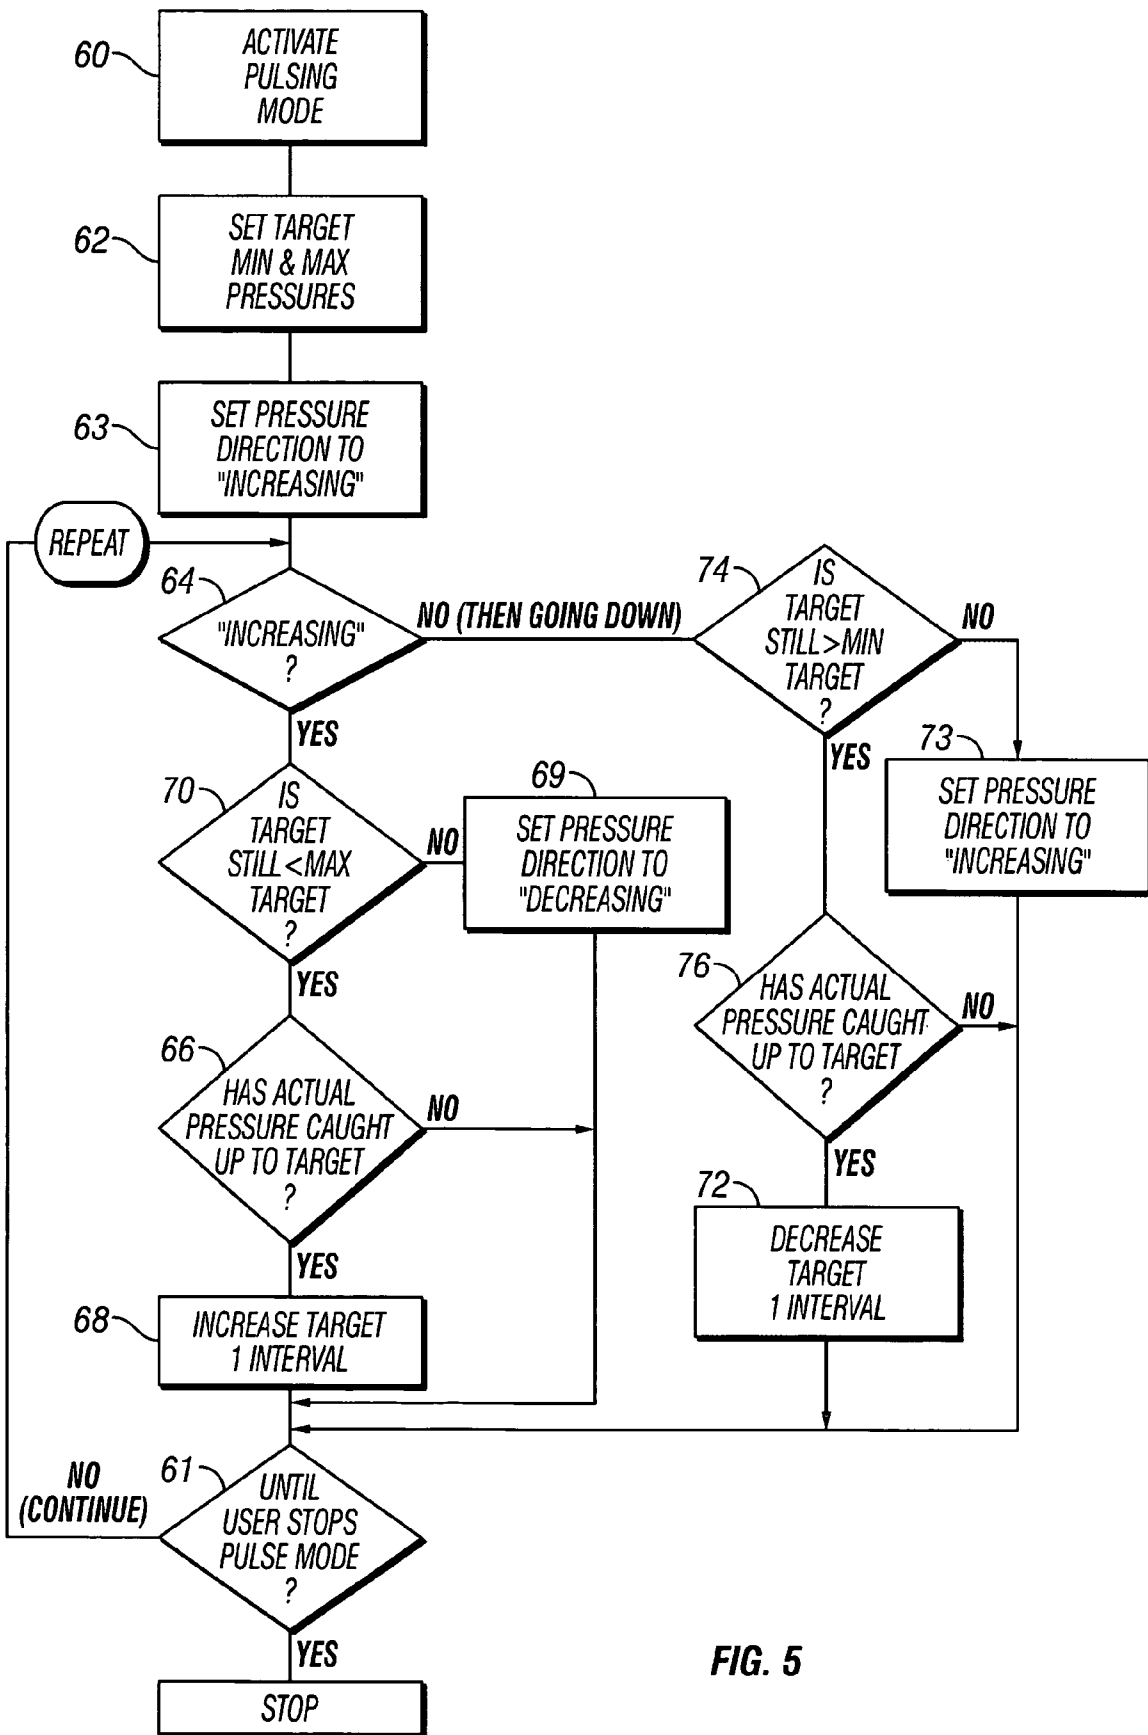 60
ACTIVATE
PULSING
MODE
62
SET TARGET
MIN & MAX
PRESSURES
63
SET PRESSURE
DIRECTION TO
"INCREASING"
REPEAT
64
"INCREASING"
?
NO (THEN GOING DOWN)
YES
74
IS
TARGET
STILL>MIN
TARGET
?
NO
YES
73
SET PRESSURE
DIRECTION TO
"INCREASING"
70
IS
TARGET
STILL<MAX
TARGET
?
NO
YES
69
SET PRESSURE
DIRECTION TO
"DECREASING"
76
HAS ACTUAL
PRESSURE CAUGHT
UP TO TARGET
?
NO
YES
66
HAS ACTUAL
PRESSURE CAUGHT
UP TO TARGET
?
NO
YES
72
DECREASE
TARGET
1 INTERVAL
68
INCREASE TARGET
1 INTERVAL
61
UNTIL
USER STOPS
PULSE MODE
?
NO
(CONTINUE)
YES
STOP
FIG. 5